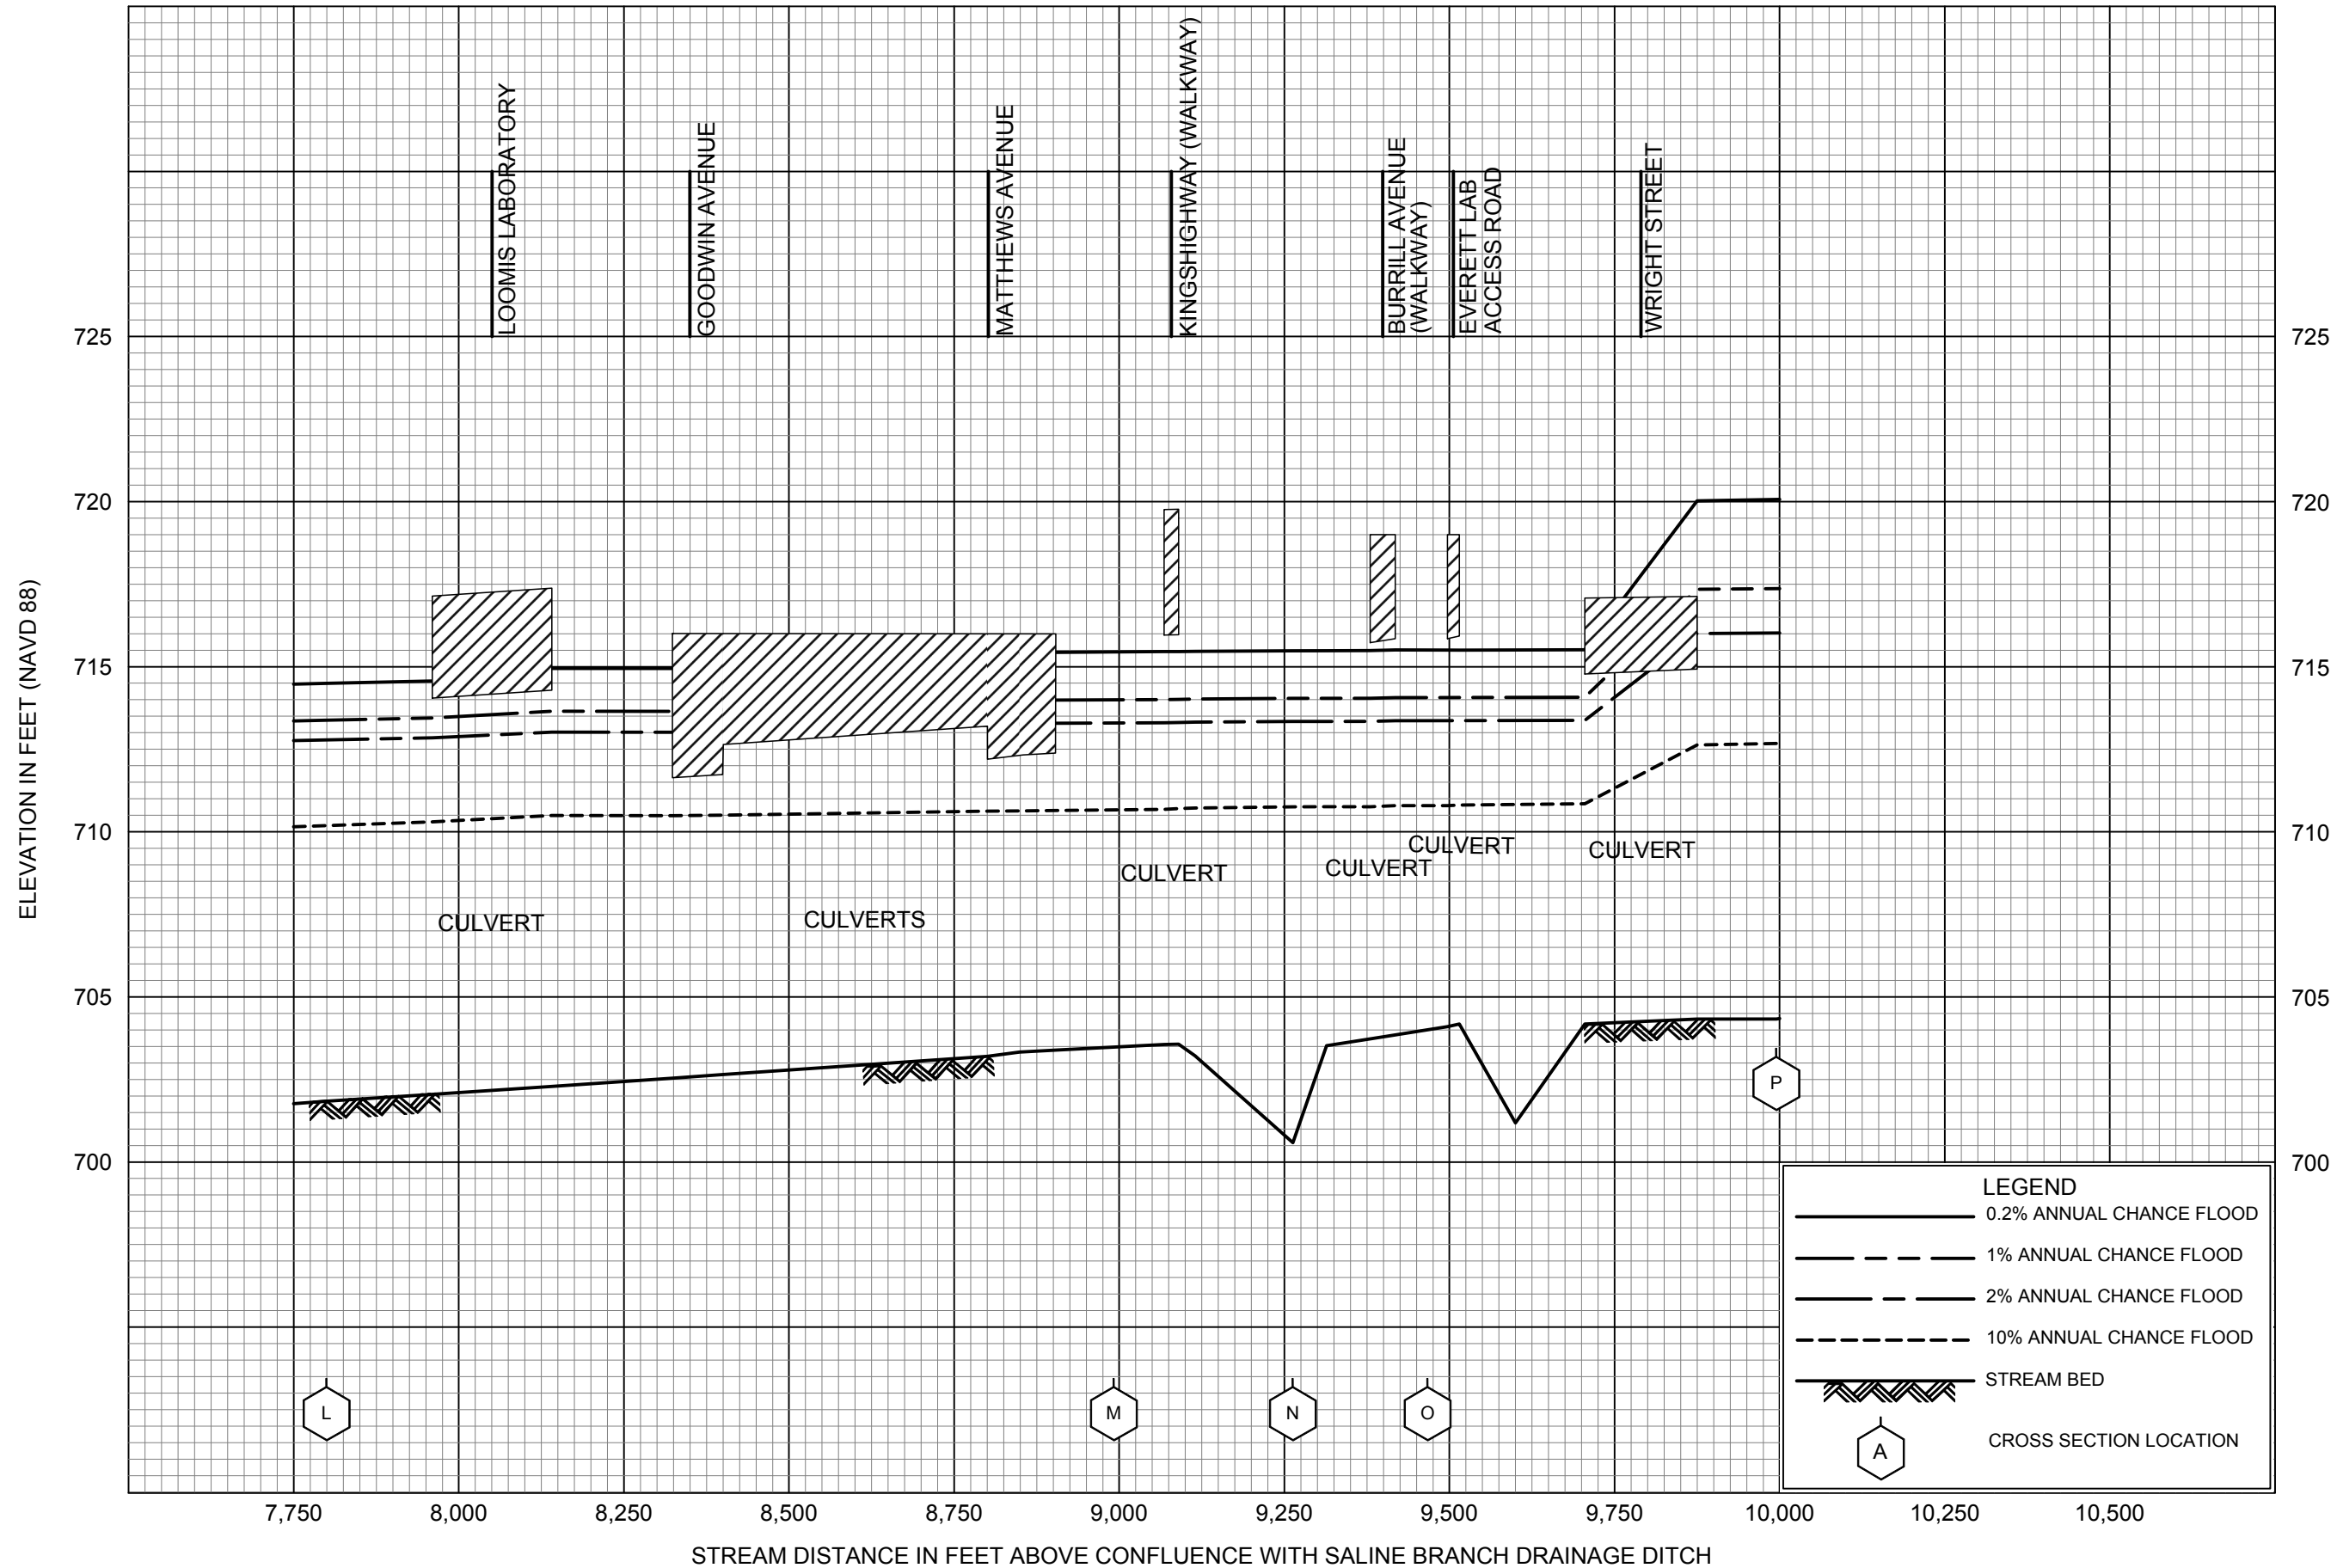 LOOMIS LABORATORY
GOODWIN AVENUE
MATTHEWS AVENUE
KINGSHIGHWAY (WALKWAY)
BURRILL AVENUE
(WALKWAY)
EVERETT LAB
ACCESS ROAD
WRIGHT STREET
725
725
720
720
715
715
710
710
705
705
700
700
ELEVATION IN FEET (NAVD 88)
CULVERT
CULVERTS
CULVERT
CULVERT
CULVERT
CULVERT
L
M
N
O
P
LEGEND
0.2% ANNUAL CHANCE FLOOD
1% ANNUAL CHANCE FLOOD
2% ANNUAL CHANCE FLOOD
10% ANNUAL CHANCE FLOOD
STREAM BED
A
CROSS SECTION LOCATION
7,750
8,000
8,250
8,500
8,750
9,000
9,250
9,500
9,750
10,000
10,250
10,500
STREAM DISTANCE IN FEET ABOVE CONFLUENCE WITH SALINE BRANCH DRAINAGE DITCH